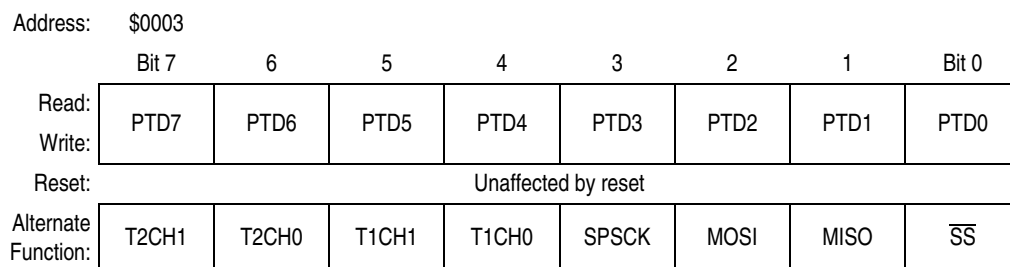 Address: $0003
Bit 7 6 5 4 3 2 1 Bit 0
Read:
Write:
PTD7 PTD6 PTD5 PTD4 PTD3 PTD2 PTD1 PTD0
Reset: Unaffected by reset
Alternate
Function:
T2CH1 T2CH0 T1CH1 T1CH0 SPSCK MOSI MISO S̅S̅